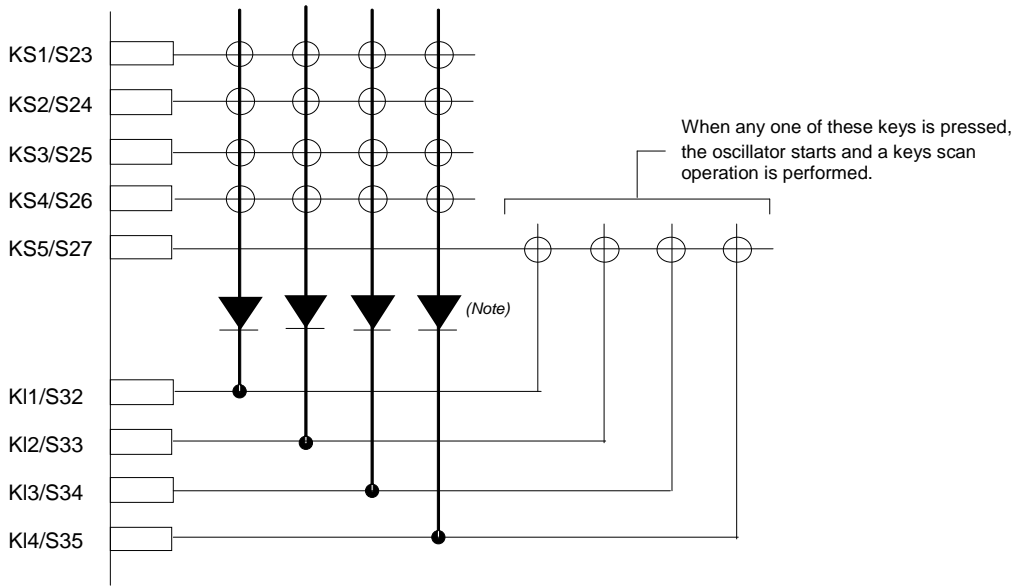 KS1/S23
KS2/S24
KS3/S25
KS4/S26
KS5/S27
When any one of these keys is pressed,
the oscillator starts and a keys scan
operation is performed.
(Note)
KI1/S32
KI2/S33
KI3/S34
KI4/S35